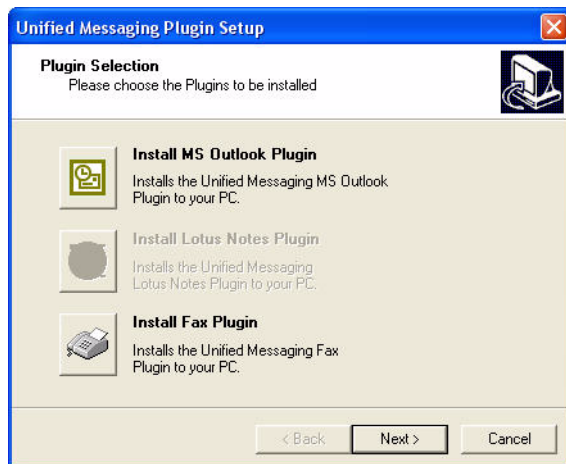 Unified Messaging Plugin Setup
Plugin Selection
Please choose the Plugins to be installed
Install MS Outlook Plugin
Installs the Unified Messaging MS Outlook
Plugin to your PC.
Install Lotus Notes Plugin
Installs the Unified Messaging
Lotus Notes Plugin to your PC.
Install Fax Plugin
Installs the Unified Messaging Fax
Plugin to your PC.
< Back
Next >
Cancel